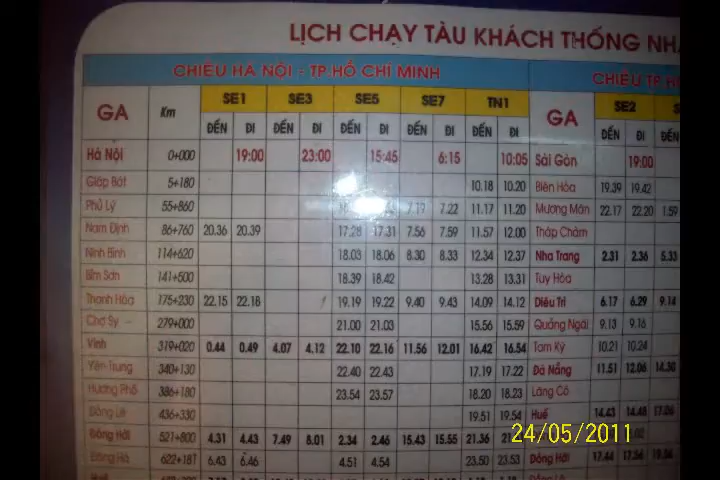 LỊCH CHẠY TÀU KHÁCH THỐNG NH
CHIỀU HÀ NỘI - TP.HỒ CHÍ MINH CHIỀU TP H
GA Km SE1 SE3 SE5 SE7 TN1 GA SE2
ĐẾN ĐI ĐẾN ĐI ĐẾN ĐI ĐẾN ĐI ĐẾN ĐI ĐẾN ĐI ĐẾN
Hà Nội 0+000 19:00 23:00 15:45 6:15 10:05 Sài Gòn 19:00
Giáp Bát 5+180 10.18 10.20 Biên Hòa 19.39 19.42
Phủ Lý 55+860 7.19 7.22 11.17 11.20 Mương Mán 22.17 22.20 1.59
Nam Định 86+760 20.36 20.39 17.28 17.31 7.56 7.59 11.57 12.00 Tháp Chàm
Ninh Bình 114+620 18.03 18.06 8.30 8.33 12.34 12.37 Nha Trang 2.31 2.36 5.33
Bỉm Sơn 141+500 18.39 18.42 13.28 13.31 Tuy Hòa
Thanh Hóa 175+230 22.15 22.18 19.19 19.22 9.40 9.43 14.09 14.12 Diêu Trì 6.17 6.29 9.14
Chợ Sy 279+000 21.00 21.03 15.56 15.59 Quảng Ngãi 9.13 9.16
Vinh 319+020 0.44 0.49 4.07 4.12 22.10 22.16 11.56 12.01 16.42 16.54 Tam Kỳ 10.21 10.24
Yên Trung 340+130 22.40 22.43 17.19 17.22 Đà Nẵng 11.51 12.06 14.30
Hương Phố 386+180 23.54 23.57 18.20 18.23 Lăng Cô
Đồng Lê 436+330 19.51 19.54 Huế 14.43 14.48 17.06
Đồng Hới 521+800 4.31 4.43 7.49 8.01 2.34 2.46 15.43 15.55 21.36
24/05/2011
Đông Hà 622+181 6.43 6.46 4.51 4.54 23.50 23.53 Đồng Hới 17.44 17.56
Huế